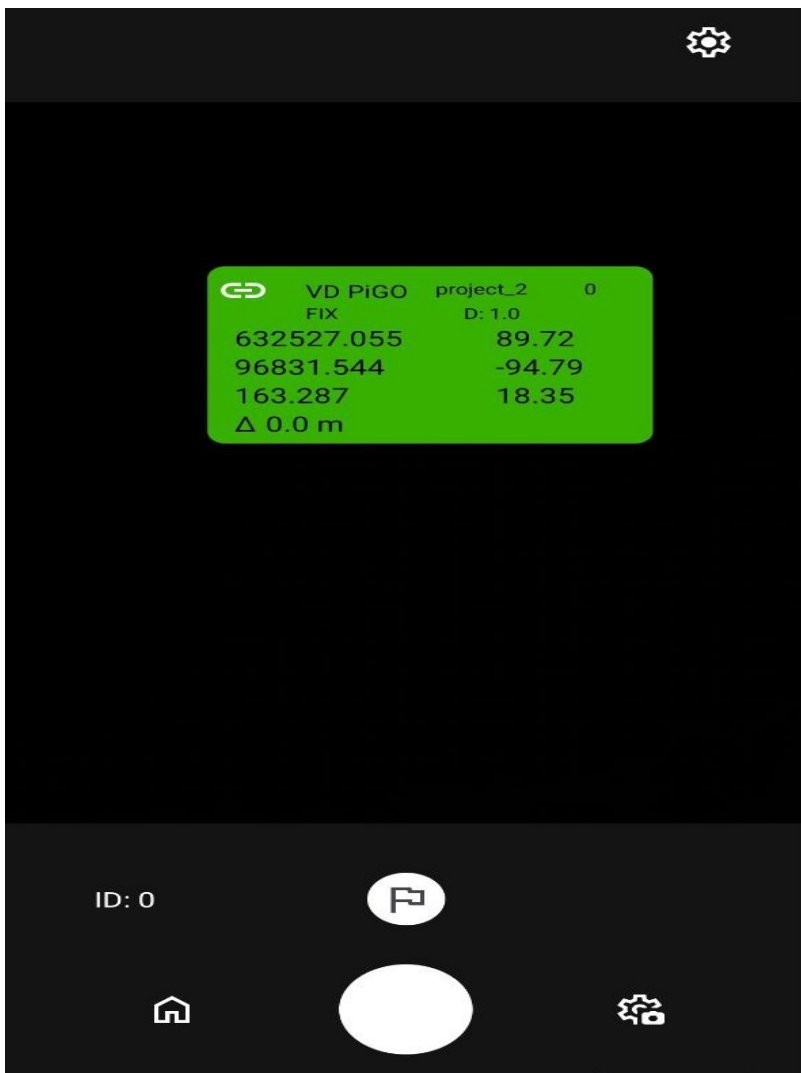 VD PiGO project_2 0
FIX D: 1.0
632527.055 89.72
96831.544 -94.79
163.287 18.35
Δ 0.0 m
ID: 0